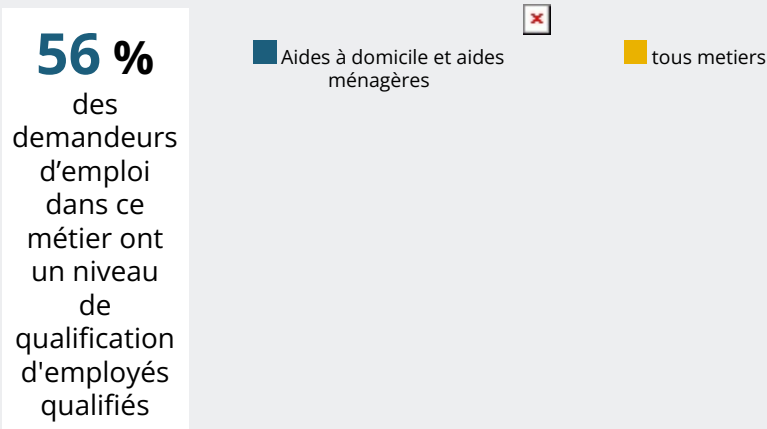 56 %
des
demandeurs
d’emploi
dans ce
métier ont
un niveau
de
qualification
d'employés
qualifiés
Aides à domicile et aides
ménagères
tous metiers